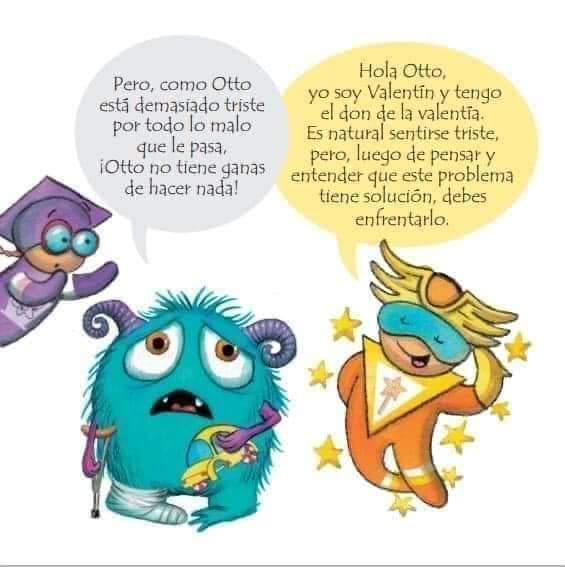 Pero, como Otto
está demasiado triste
por todo lo malo
que le pasa,
¡Otto no tiene ganas
de hacer nada!
Hola Otto,
yo soy Valentín y tengo
el don de la valentía.
Es natural sentirse triste,
pero, luego de pensar y
entender que este problema
tiene solución, debes
enfrentarlo.